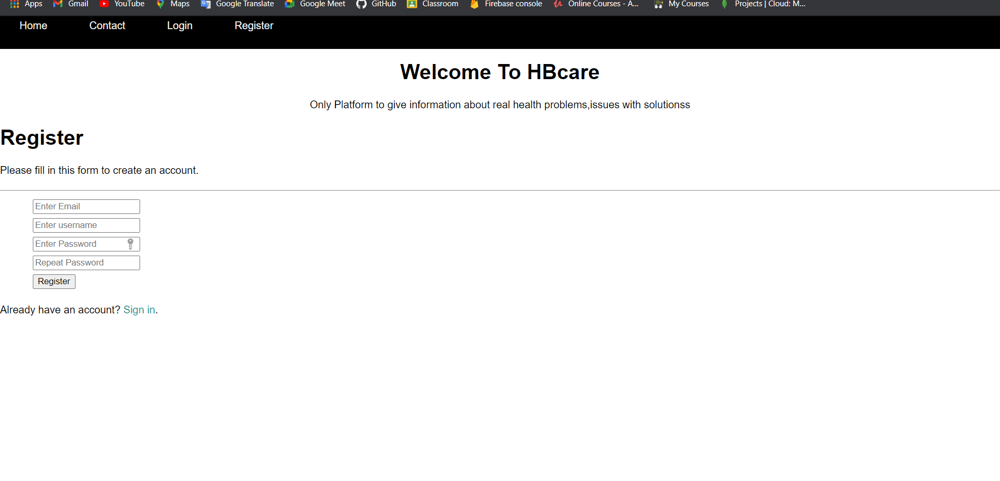 Apps Gmail YouTube Maps Google Translate Google Meet GitHub Classroom Firebase console Online Courses - A... My Courses Projects | Cloud: M...
Home Contact Login Register
Welcome To HBcare
Only Platform to give information about real health problems,issues with solutionss
Register
Please fill in this form to create an account.
Enter Email
Enter username
Enter Password
Repeat Password
Register
Already have an account? Sign in.